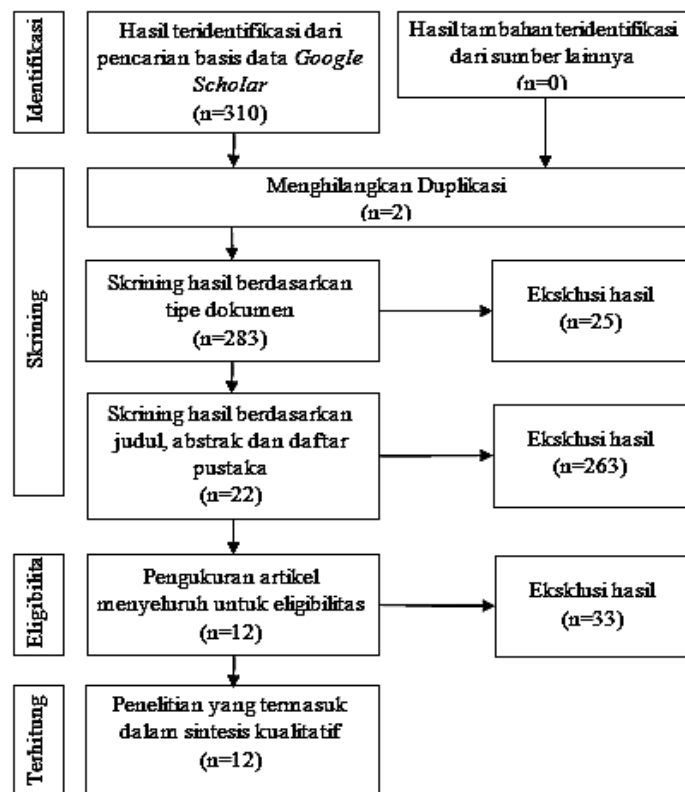 Identifikasi
Hasil teridentifikasi dari
pencarian basis data Google
Scholar
(n=310)
Hasil tambahan teridentifikasi
dari sumber lainnya
(n=0)
Skrining
Menghilangkan Duplikasi
(n=2)
Skrining hasil berdasarkan
tipe dokumen
(n=283)
Eksklusi hasil
(n=25)
Skrining hasil berdasarkan
judul, abstrak dan daftar
pustaka
(n=22)
Eksklusi hasil
(n=263)
Eligibilita
Pengukuran artikel
menyeluruh untuk eligibilitas
(n=12)
Eksklusi hasil
(n=33)
Terhitung
Penelitian yang termasuk
dalam sintesis kualitatif
(n=12)